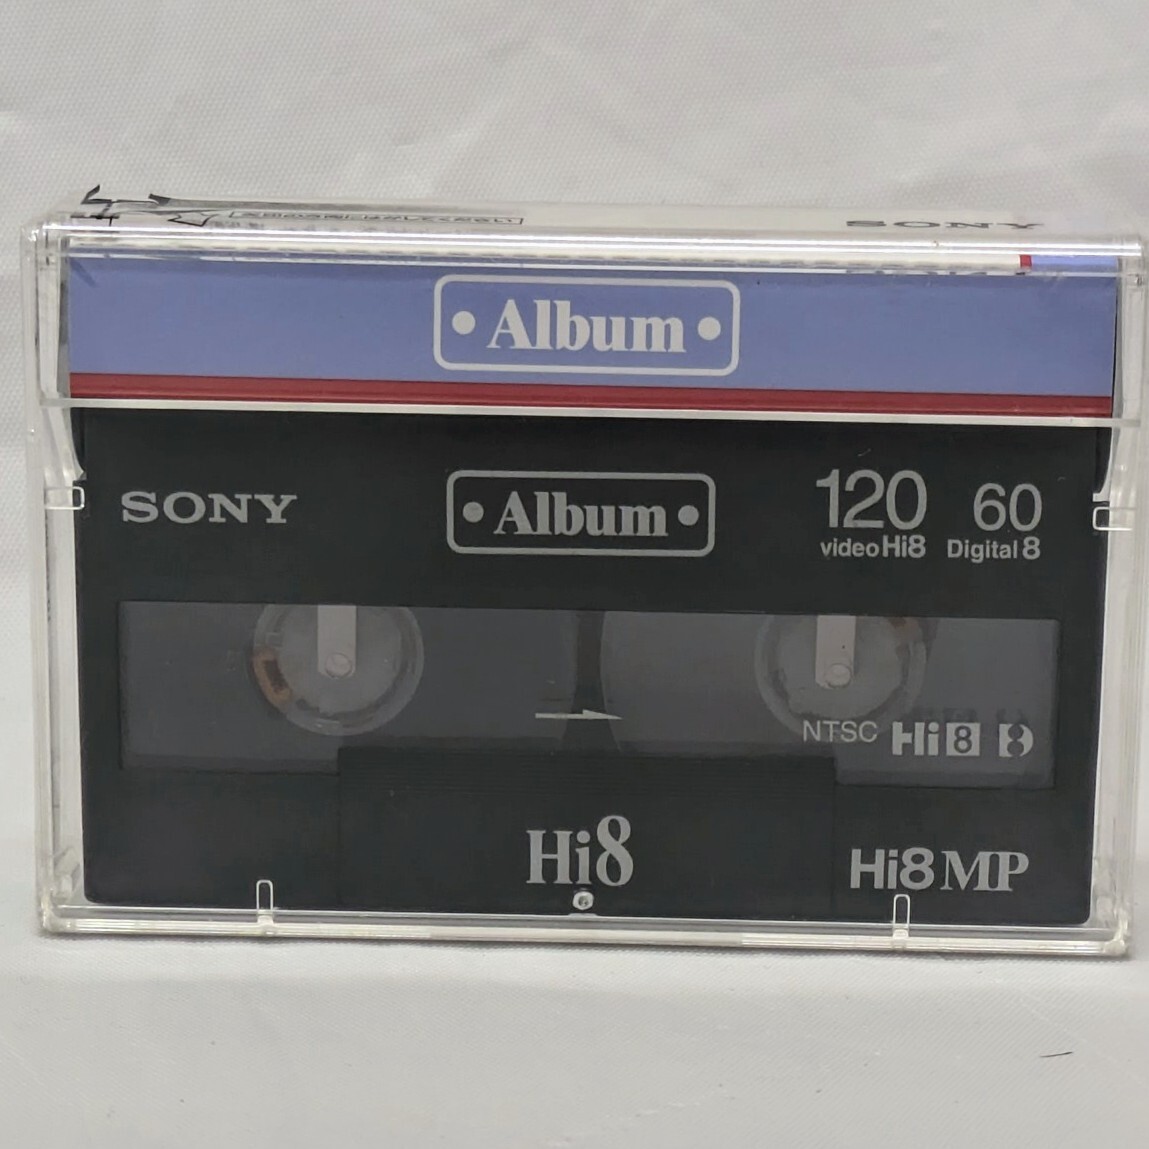 SONY
Album
SONY
Album
120 60
video Hi8 Digital 8
NTSC Hi8 8
Hi8
Hi8 MP